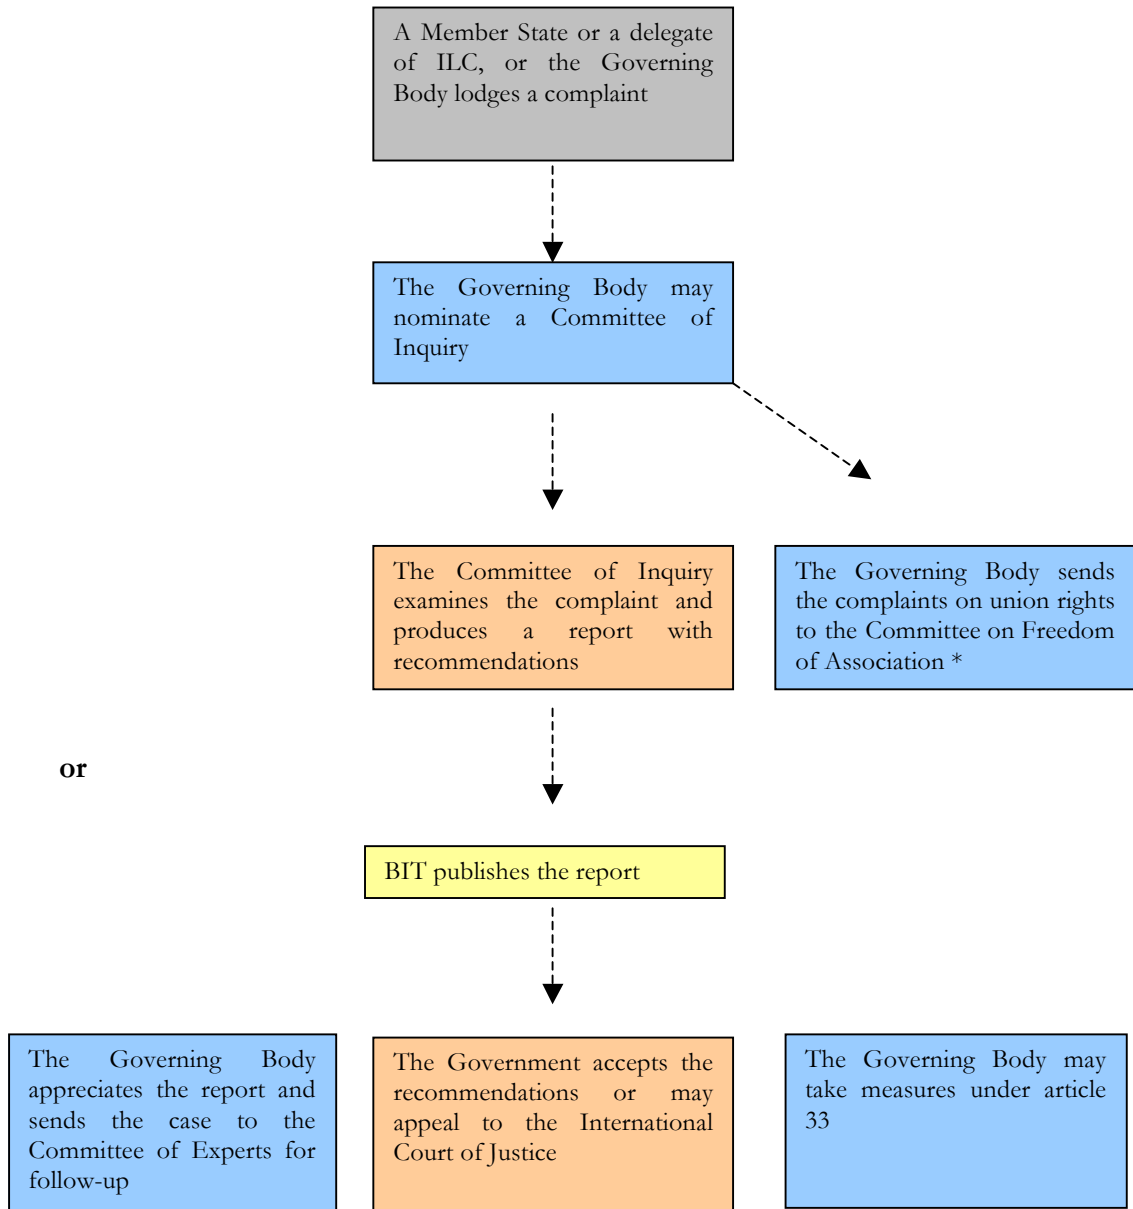 A Member State or a delegate
of ILC, or the Governing
Body lodges a complaint
The Governing Body may
nominate a Committee of
Inquiry
The Committee of Inquiry
examines the complaint and
produces a report with
recommendations
The Governing Body sends
the complaints on union rights
to the Committee on Freedom
of Association *
or
BIT publishes the report
The Governing Body
appreciates the report and
sends the case to the
Committee of Experts for
follow-up
The Government accepts the
recommendations or may
appeal to the International
Court of Justice
The Governing Body may
take measures under article
33